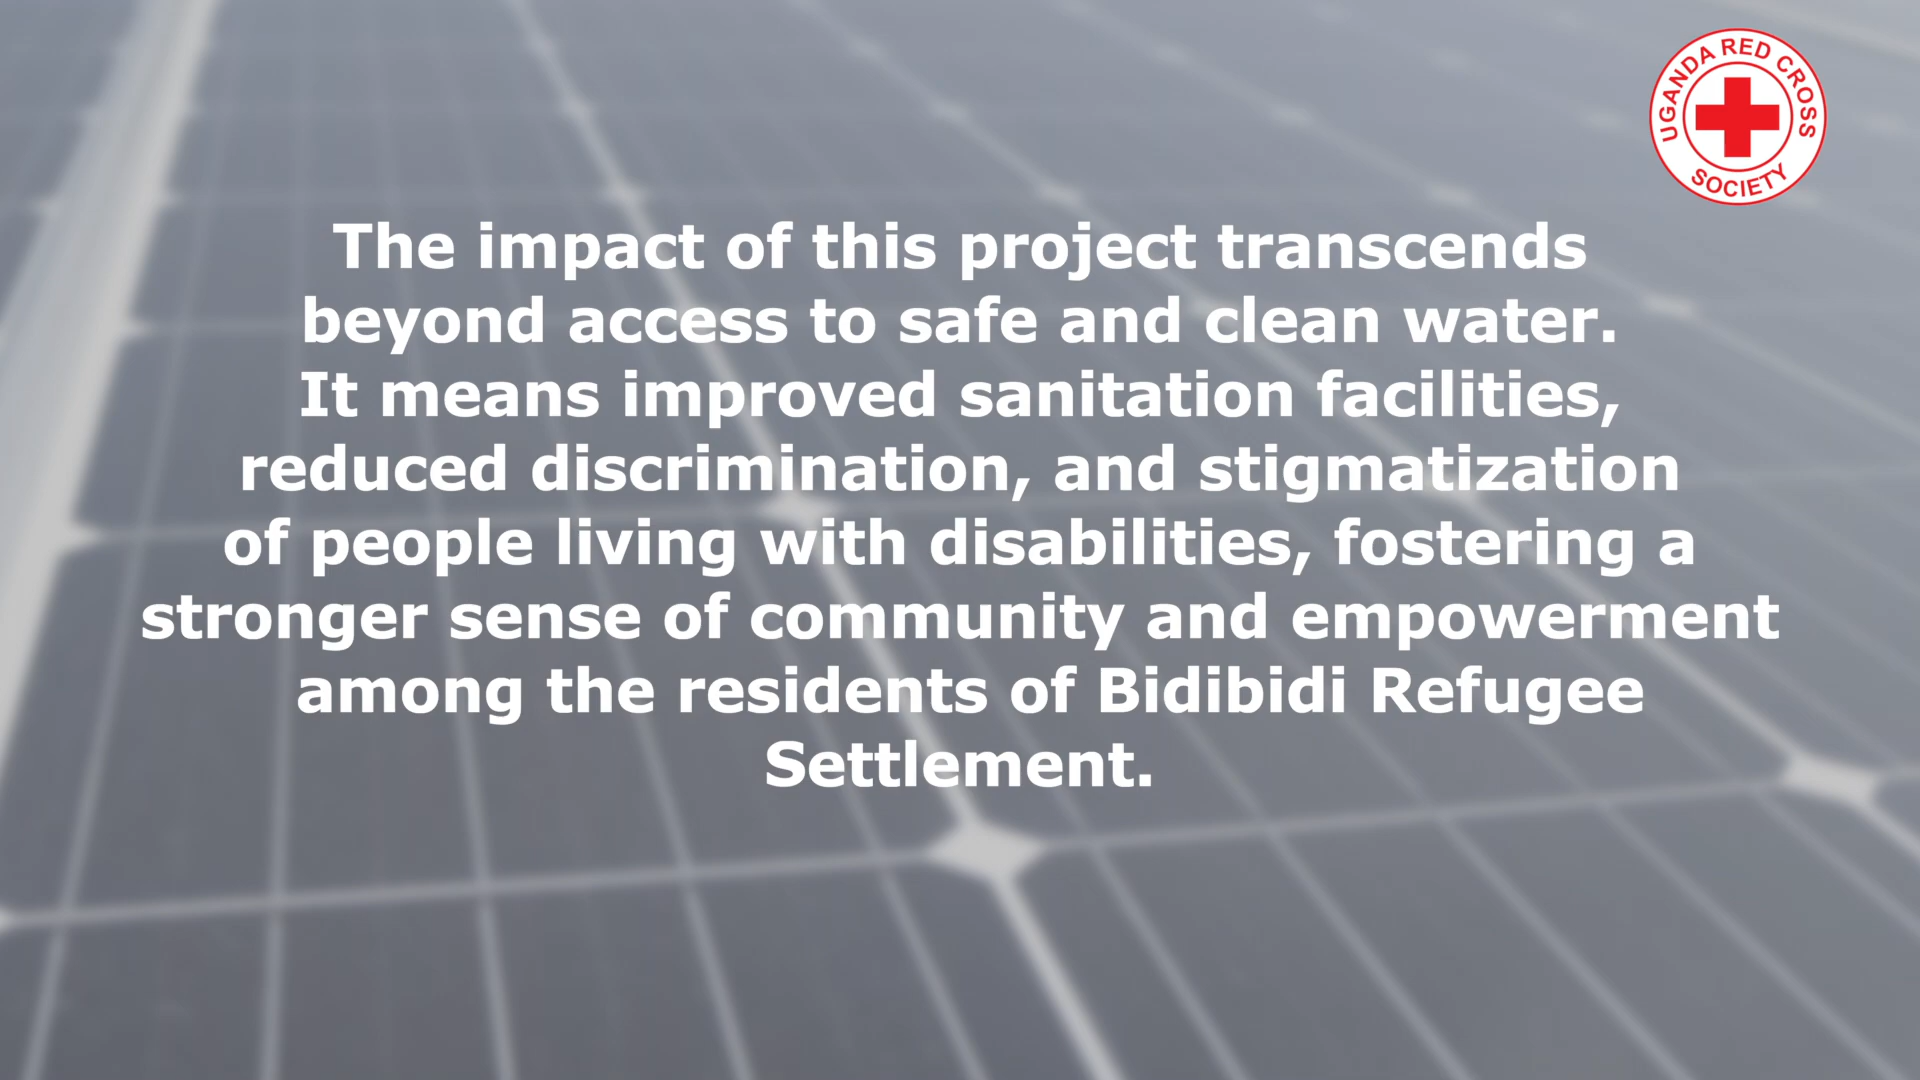 UGANDA RED CROSS
SOCIETY
The impact of this project transcends
beyond access to safe and clean water.
It means improved sanitation facilities,
reduced discrimination, and stigmatization
of people living with disabilities, fostering a
stronger sense of community and empowerment
among the residents of Bidibidi Refugee
Settlement.